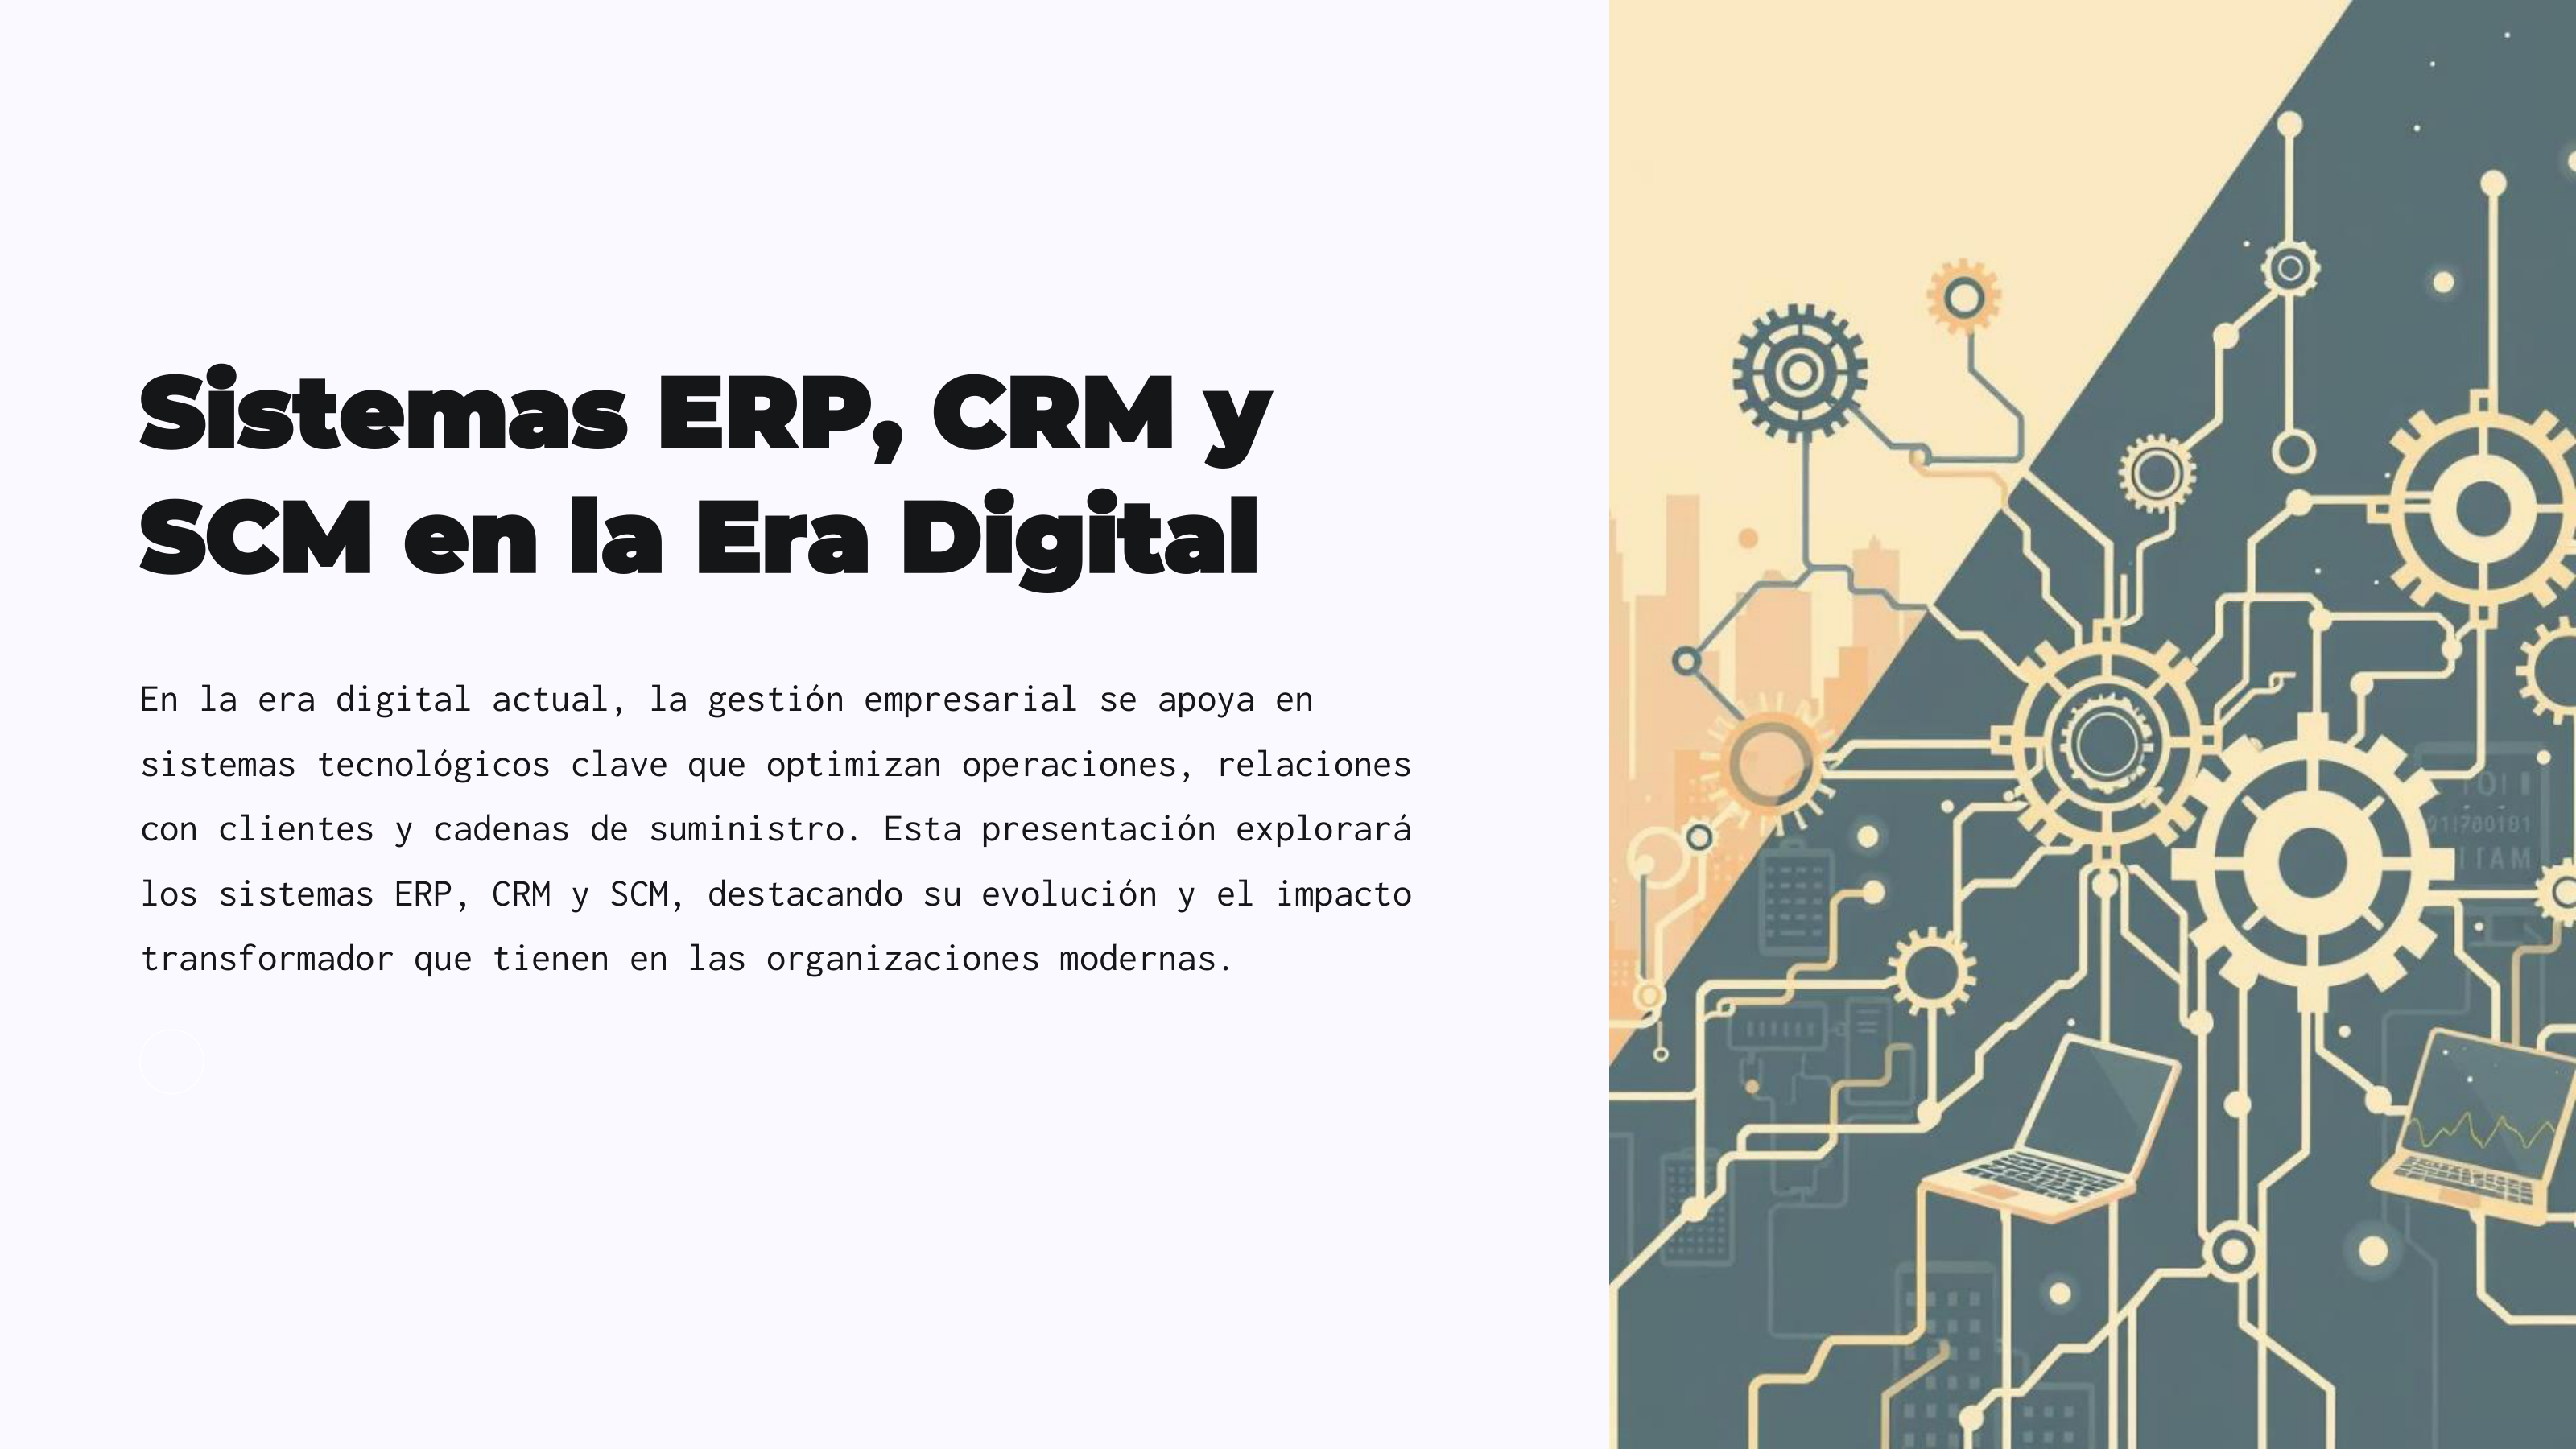 Sistemas ERP, CRM y
SCM en la Era Digital
En la era digital actual, la gestión empresarial se apoya en
sistemas tecnológicos clave que optimizan operaciones, relaciones
con clientes y cadenas de suministro. Esta presentación explorará
los sistemas ERP, CRM y SCM, destacando su evolución y el impacto
transformador que tienen en las organizaciones modernas.